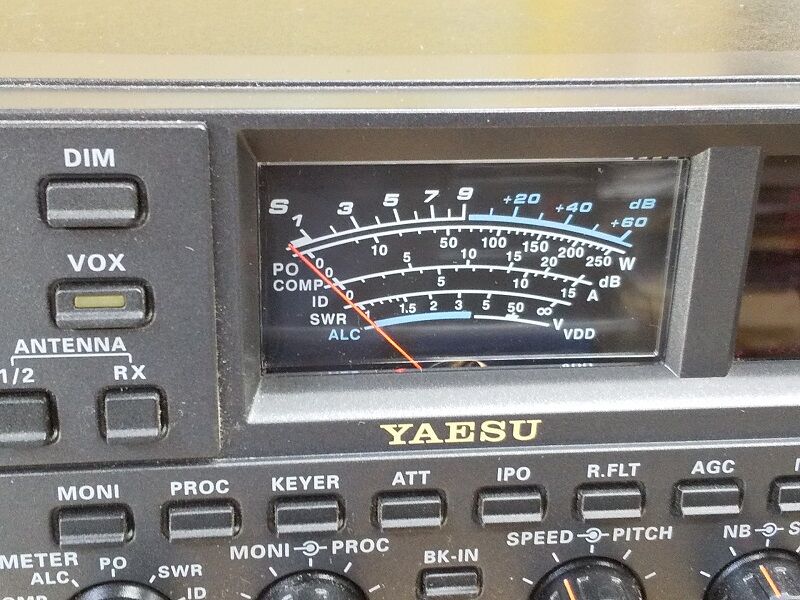 DIM
VOX
ANTENNA
1/2 RX
S 1 3 5 7 9 +20 +40 +60 dB
PO 0 10 50 100 150 200 250 W
COMP 0 5 10 15 20 dB
ID 0 5 10 15 A
SWR 1 1.5 2 3 5 50 ∞
ALC V VDD
YAESU
MONI PROC KEYER ATT IPO R.FLT AGC
METER MONI PROC BK-IN SPEED PITCH NB
ALC PO SWR
COMP ID